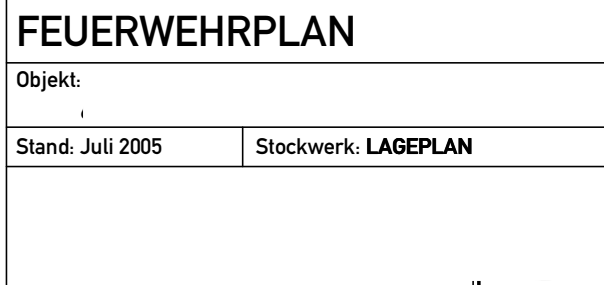 FEUERWEHRPLAN
Objekt:
Stand: Juli 2005
Stockwerk: LAGEPLAN